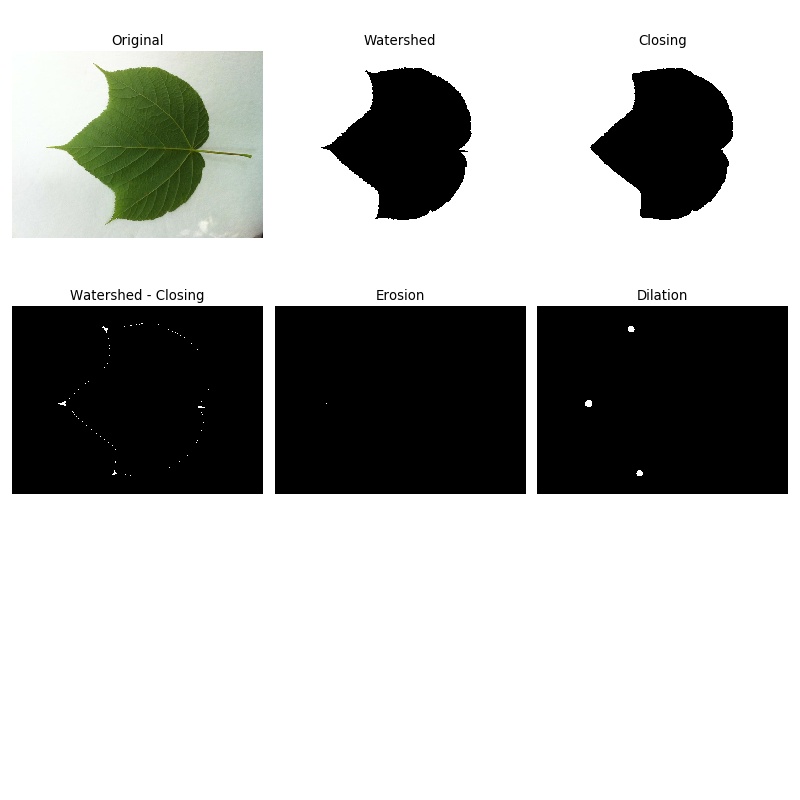 Original
Watershed
Closing
Watershed - Closing
Erosion
Dilation